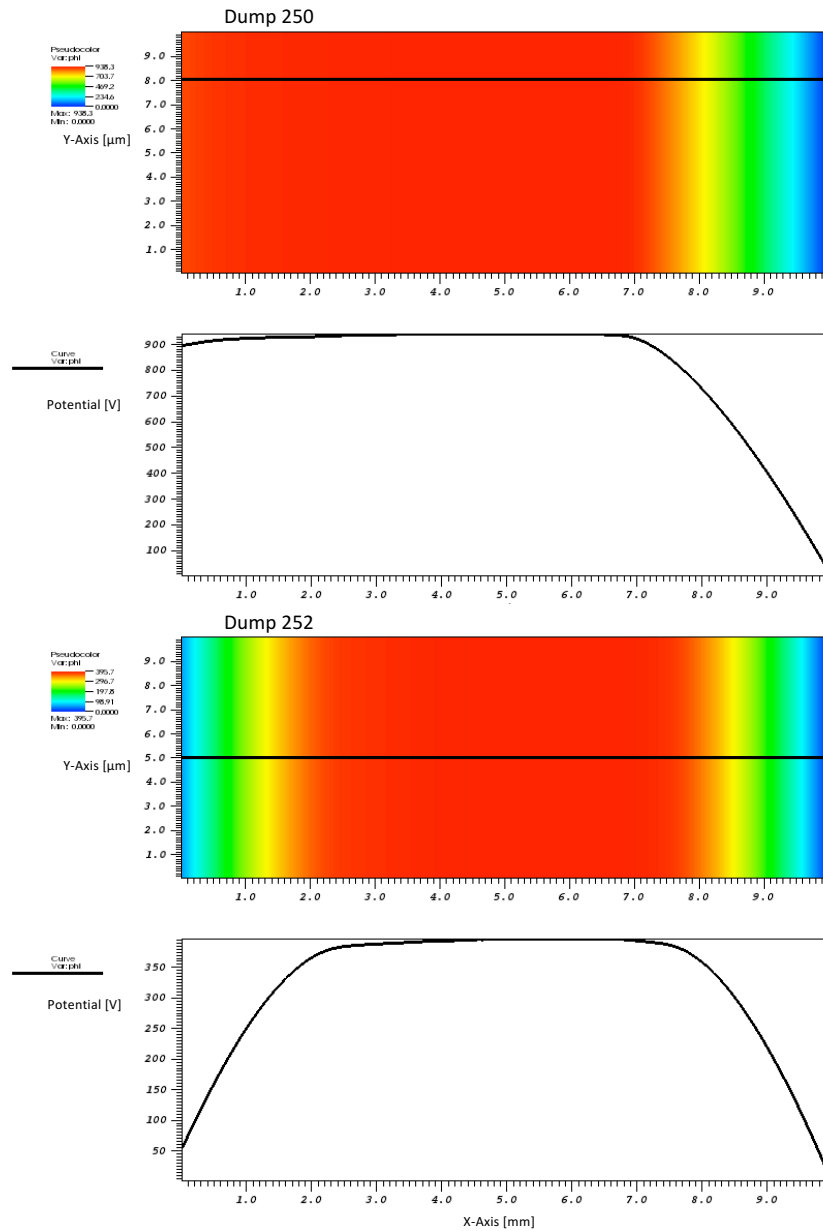 Dump 250
Pseudocolor
Var: phi
938.3
703.7
469.2
234.6
0.0000
Max: 938.3
Min: 0.0000
Y-Axis [µm]
9.0
8.0
7.0
6.0
5.0
4.0
3.0
2.0
1.0
1.0 2.0 3.0 4.0 5.0 6.0 7.0 8.0 9.0
Curve
Var: phi
Potential [V]
900
800
700
600
500
400
300
200
100
1.0 2.0 3.0 4.0 5.0 6.0 7.0 8.0 9.0
Dump 252
Pseudocolor
Var: phi
395.7
296.7
197.8
98.91
0.0000
Max: 395.7
Min: 0.0000
Y-Axis [µm]
9.0
8.0
7.0
6.0
5.0
4.0
3.0
2.0
1.0
1.0 2.0 3.0 4.0 5.0 6.0 7.0 8.0 9.0
Curve
Var: phi
Potential [V]
350
300
250
200
150
100
50
1.0 2.0 3.0 4.0 5.0 6.0 7.0 8.0 9.0
X-Axis [mm]